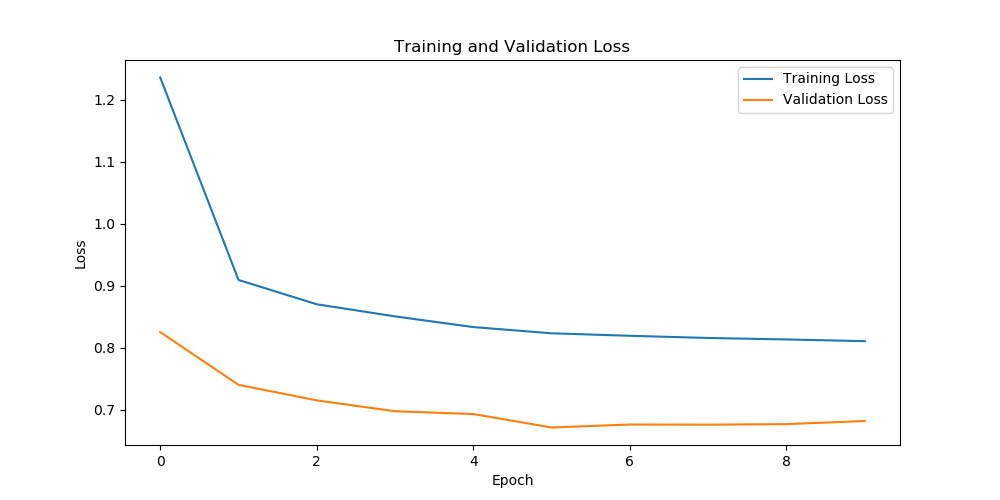 Training and Validation Loss
Training Loss
Validation Loss
1.2
1.1
1.0
0.9
0.8
0.7
Loss
0 2 4 6 8
Epoch